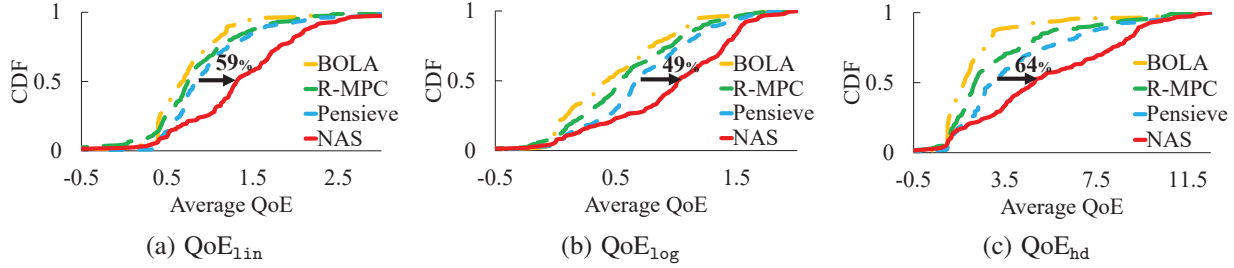 1
0.5
0
CDF
59%
BOLA
R-MPC
Pensieve
NAS
-0.5 0.5 1.5 2.5
Average QoE
(a) QoElin
1
0.5
0
CDF
49%
BOLA
R-MPC
Pensieve
NAS
-0.5 0.5 1.5
Average QoE
(b) QoElog
1
0.5
0
CDF
64%
BOLA
R-MPC
Pensieve
NAS
-0.5 3.5 7.5 11.5
Average QoE
(c) QoEhd